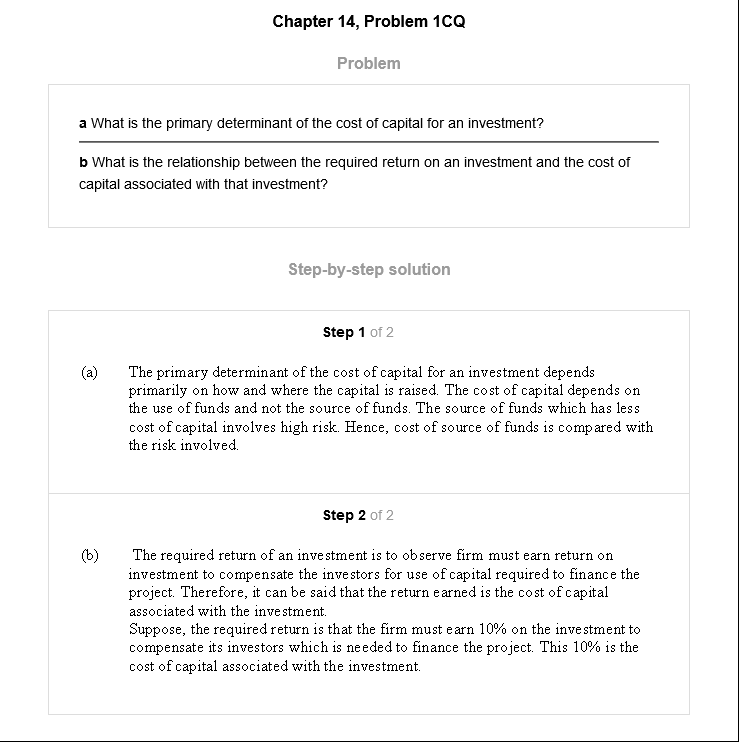 Chapter 14, Problem 1CQ
Problem
a What is the primary determinant of the cost of capital for an investment?
b What is the relationship between the required return on an investment and the cost of
capital associated with that investment?
Step-by-step solution
Step 1 of 2
(a) The primary determinant of the cost of capital for an investment depends
primarily on how and where the capital is raised. The cost of capital depends on
the use of funds and not the source of funds. The source of funds which has less
cost of capital involves high risk. Hence, cost of source of funds is compared with
the risk involved.
Step 2 of 2
(b) The required return of an investment is to observe firm must earn return on
investment to compensate the investors for use of capital required to finance the
project. Therefore, it can be said that the return earned is the cost of capital
associated with the investment.
Suppose, the required return is that the firm must earn 10% on the investment to
compensate its investors which is needed to finance the project. This 10% is the
cost of capital associated with the investment.